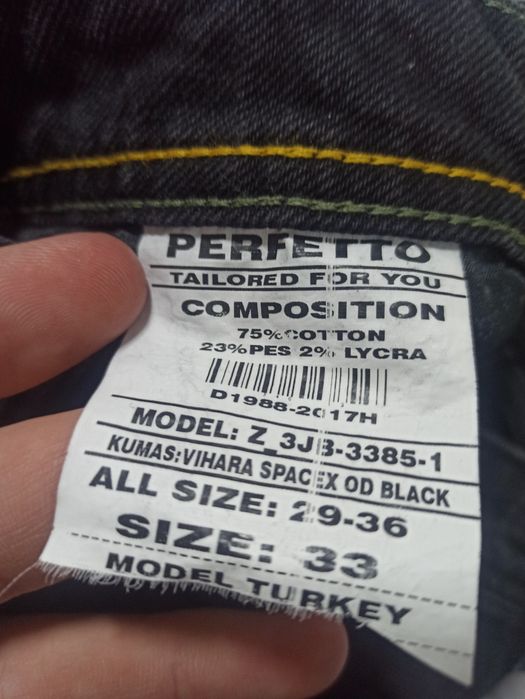 PERFETTO
TAILORED FOR YOU
COMPOSITION
75%COTTON
23%PES 2% LYCRA
D1988-2017H
MODEL: Z_3JB-3385-1
KUMAS:VIHARA SPACEX OD BLACK
ALL SIZE: 29-36
SIZE: 33
MODEL TURKEY